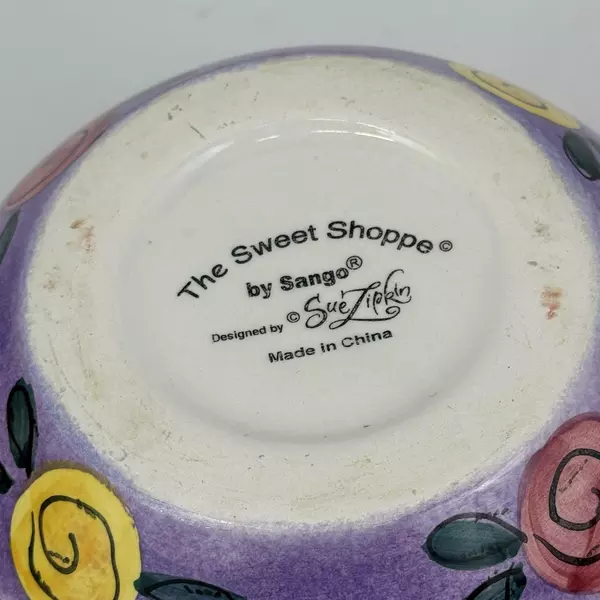 The Sweet Shoppe ©
by Sango®
Designed by © Sue Zipkin
Made in China